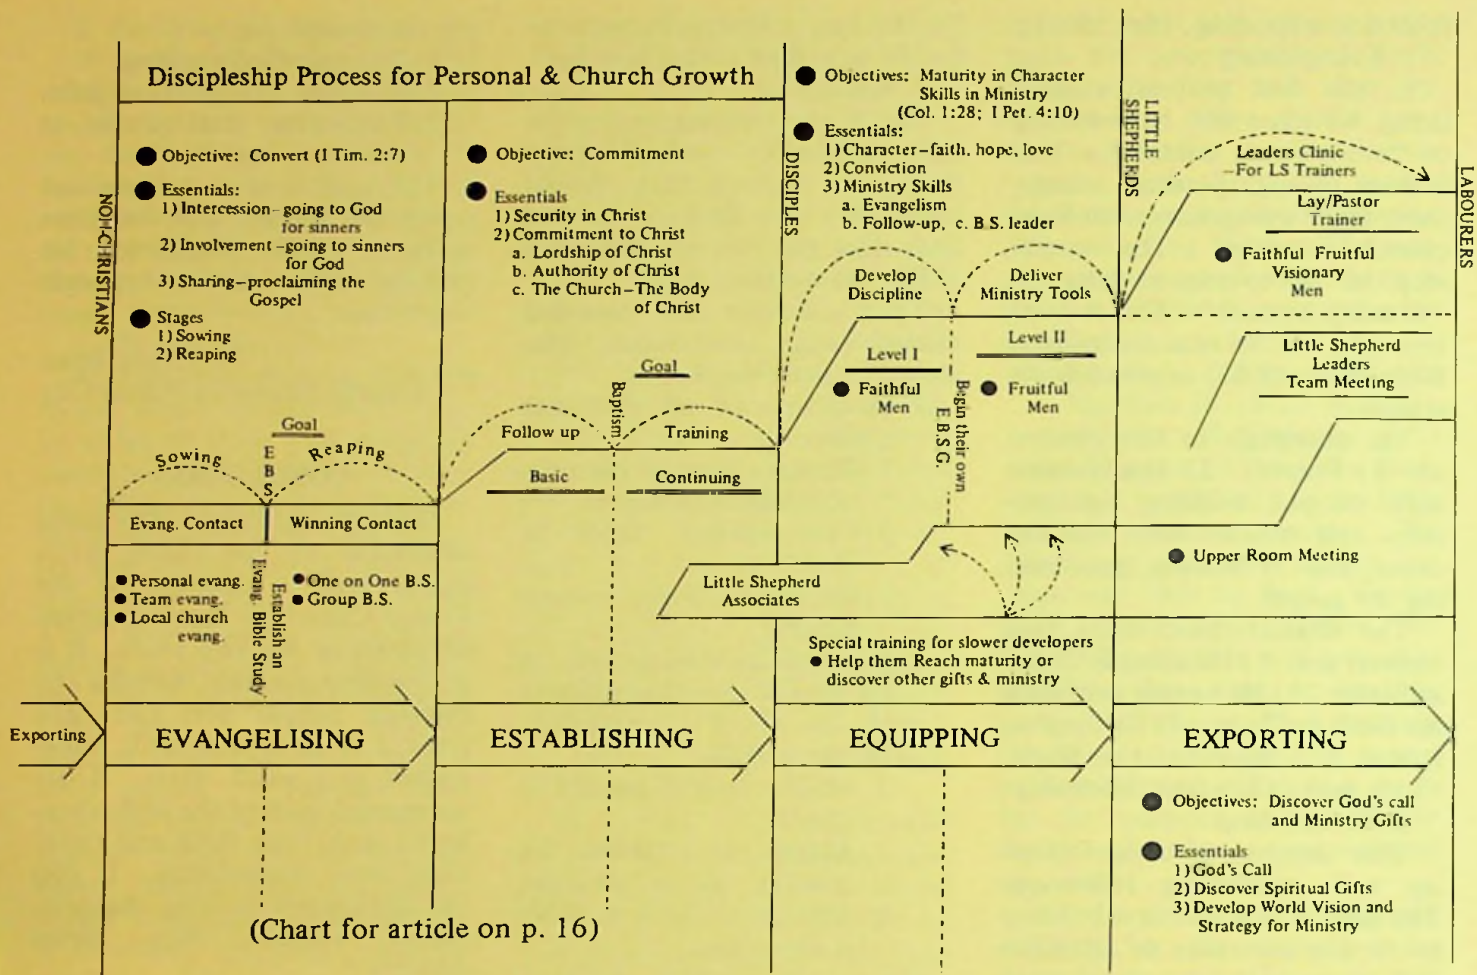 Discipleship Process for Personal & Church Growth
NON-CHRISTIANS
Objective: Convert (I Tim. 2:7)
Essentials:
1) Intercession–going to God
for sinners
2) Involvement–going to sinners
for God
3) Sharing–proclaiming the
Gospel
Stages
1) Sowing
2) Reaping
Goal
Sowing
EBS
Reaping
Evang. Contact
Winning Contact
Personal evang.
Team evang.
Local church
evang.
Establish an
Evang. Bible Study
One on One B.S.
Group B.S.
Objective: Commitment
Essentials
1) Security in Christ
2) Commitment to Christ
a. Lordship of Christ
b. Authority of Christ
c. The Church–The Body
of Christ
Goal
Baptism
Follow up
Training
Basic
Continuing
DISCIPLES
Objectives: Maturity in Character
Skills in Ministry
(Col. 1:28; I Pet. 4:10)
Essentials:
1) Character–faith, hope, love
2) Conviction
3) Ministry Skills
a. Evangelism
b. Follow-up, c. B.S. leader
Develop
Discipline
Deliver
Ministry Tools
Level I
Level II
Faithful
Men
Begin their own
E.B.S.G.
Fruitful
Men
Little Shepherd
Associates
Special training for slower developers
Help them Reach maturity or
discover other gifts & ministry
LITTLE
SHEPHERDS
Leaders Clinic
–For LS Trainers
Lay/Pastor
Trainer
Faithful Fruitful
Visionary
Men
Little Shepherd
Leaders
Team Meeting
Upper Room Meeting
LABOURERS
Exporting
EVANGELISING
ESTABLISHING
EQUIPPING
EXPORTING
Objectives: Discover God's call
and Ministry Gifts
Essentials
1) God's Call
2) Discover Spiritual Gifts
3) Develop World Vision and
Strategy for Ministry
(Chart for article on p. 16)